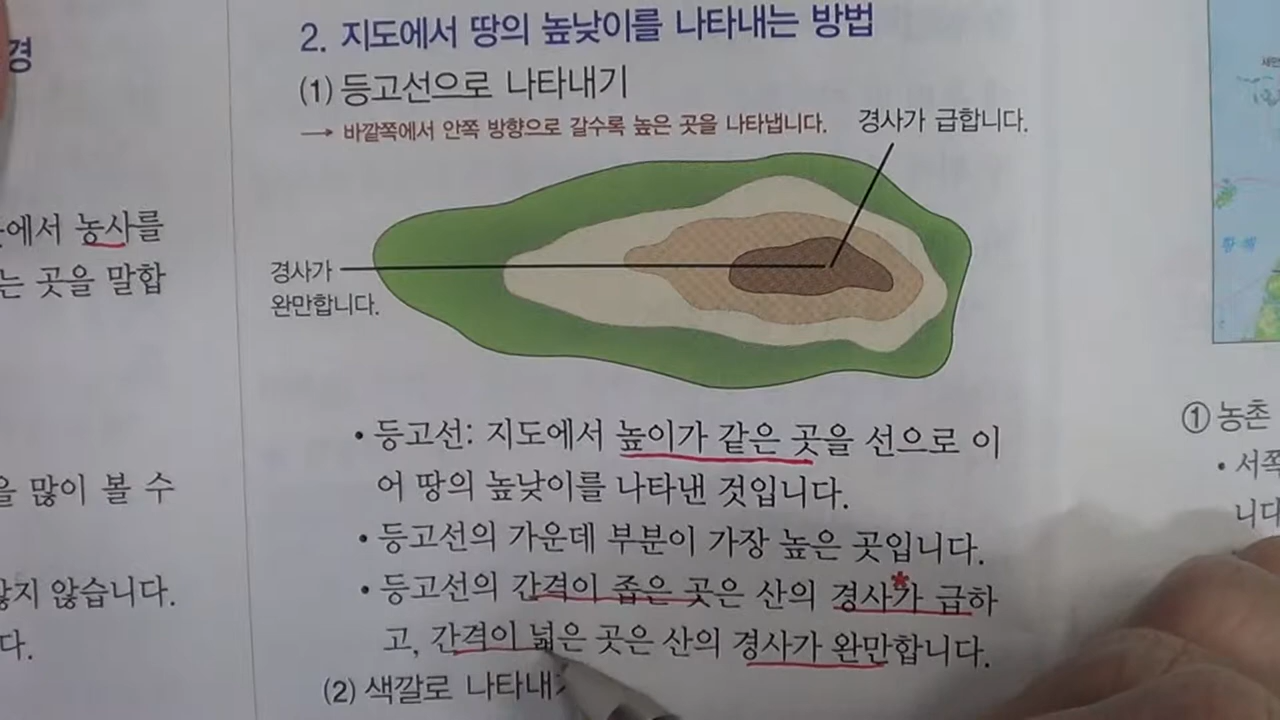 경
에서 농사를
는 곳을 말합
을 많이 볼 수
않습니다.
다.
2. 지도에서 땅의 높낮이를 나타내는 방법
(1) 등고선으로 나타내기
→ 바깥쪽에서 안쪽 방향으로 갈수록 높은 곳을 나타냅니다.
경사가 급합니다.
경사가
완만합니다.
• 등고선: 지도에서 높이가 같은 곳을 선으로 이
어 땅의 높낮이를 나타낸 것입니다.
• 등고선의 가운데 부분이 가장 높은 곳입니다.
• 등고선의 간격이 좁은 곳은 산의 경사가 급하
고, 간격이 넓은 곳은 산의 경사가 완만합니다.
(2) 색깔로 나타내
황 해
① 농촌
• 서쪽
니다